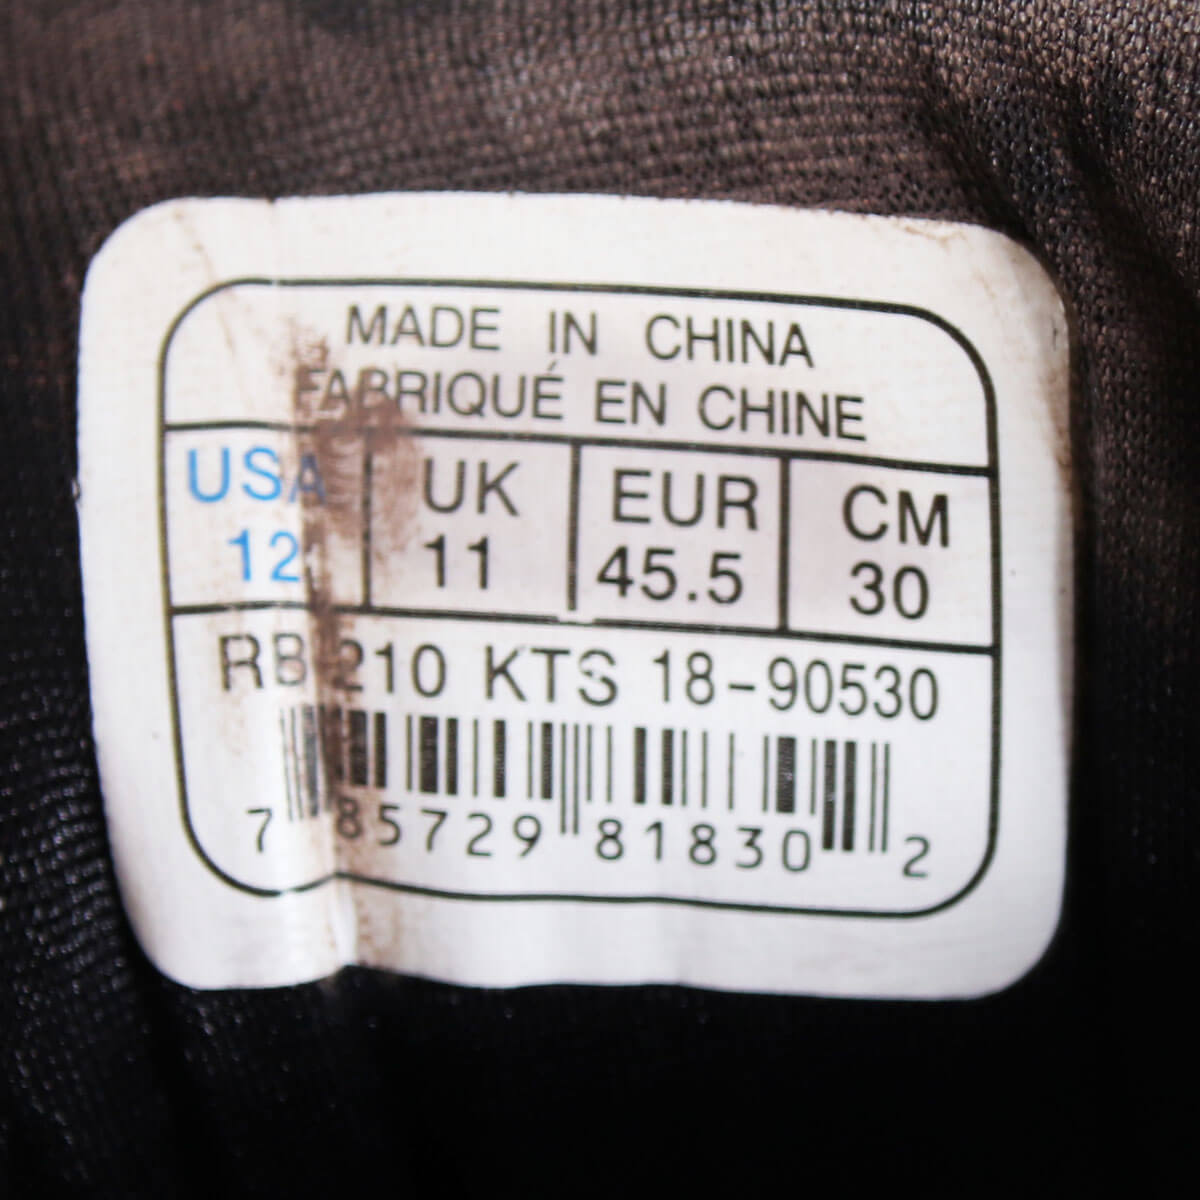 MADE IN CHINA
FABRIQUÉ EN CHINE
USA UK EUR CM
12 11 45.5 30
RB 210 KTS 18-90530
7 85729 81830 2